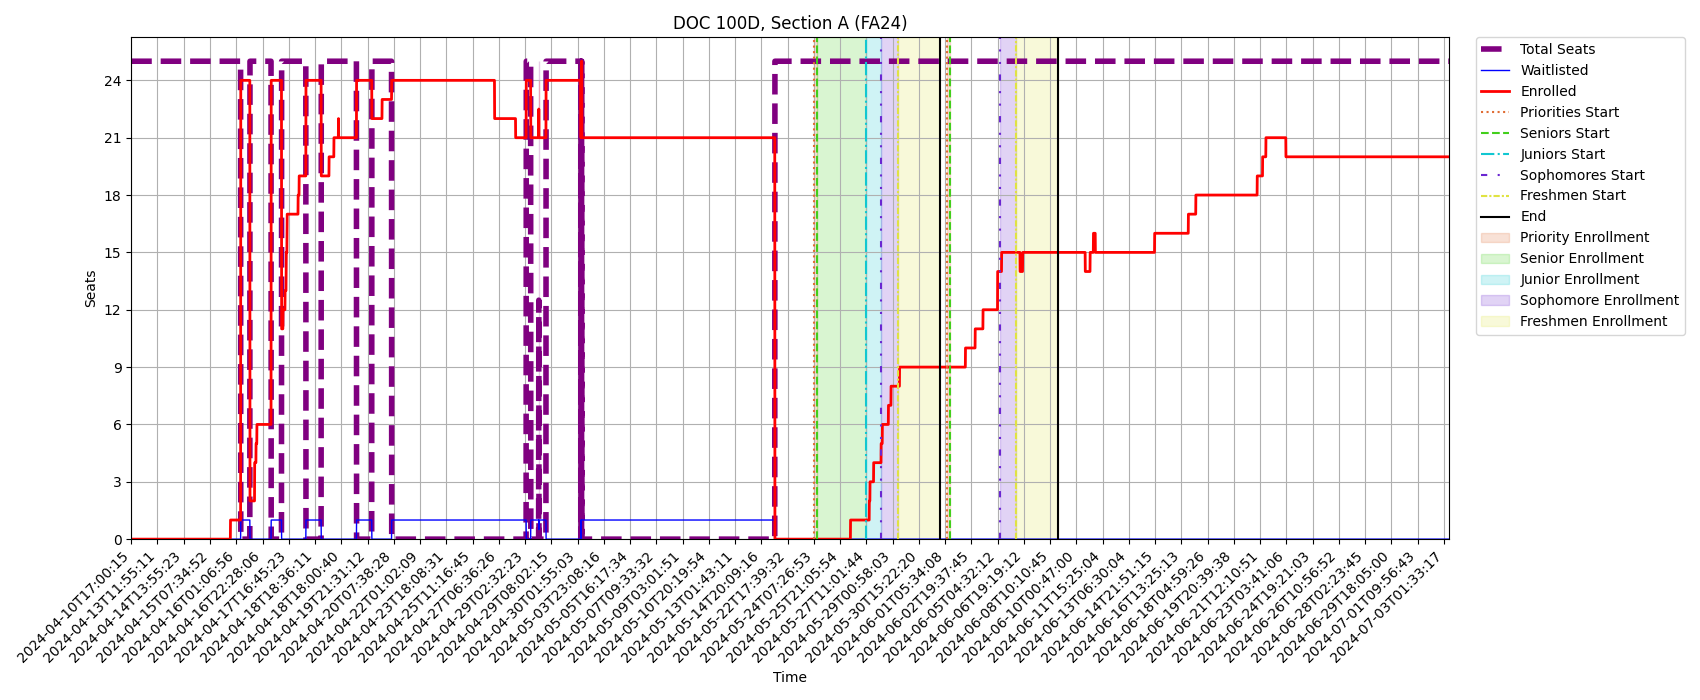 DOC 100D, Section A (FA24)
Seats
24
21
18
15
12
9
6
3
0
2024-04-10T17:00:15
2024-04-13T11:55:11
2024-04-14T13:55:23
2024-04-15T07:34:52
2024-04-16T01:06:56
2024-04-16T22:28:06
2024-04-17T16:45:23
2024-04-18T18:36:11
2024-04-18T18:00:40
2024-04-19T21:31:12
2024-04-20T07:38:28
2024-04-22T01:02:09
2024-04-23T18:08:31
2024-04-25T11:16:45
2024-04-27T06:36:26
2024-04-29T02:32:23
2024-04-29T08:02:15
2024-04-30T01:55:03
2024-05-03T23:08:16
2024-05-05T16:17:34
2024-05-07T09:33:32
2024-05-09T03:01:51
2024-05-10T20:19:54
2024-05-13T01:43:11
2024-05-14T20:09:16
2024-05-22T17:39:32
2024-05-24T07:26:53
2024-05-25T21:05:54
2024-05-27T11:01:44
2024-05-29T00:58:03
2024-05-30T15:22:20
2024-06-01T05:34:08
2024-06-02T19:37:45
2024-06-05T04:32:12
2024-06-06T19:19:12
2024-06-08T10:10:45
2024-06-10T00:47:00
2024-06-11T15:25:04
2024-06-13T06:30:04
2024-06-14T21:51:15
2024-06-16T13:25:13
2024-06-18T04:59:26
2024-06-19T20:39:38
2024-06-21T12:10:51
2024-06-23T03:41:06
2024-06-24T19:21:03
2024-06-26T10:56:52
2024-06-28T02:23:45
2024-06-29T18:05:00
2024-07-01T09:56:43
2024-07-03T01:33:17
Time
Total Seats
Waitlisted
Enrolled
Priorities Start
Seniors Start
Juniors Start
Sophomores Start
Freshmen Start
End
Priority Enrollment
Senior Enrollment
Junior Enrollment
Sophomore Enrollment
Freshmen Enrollment